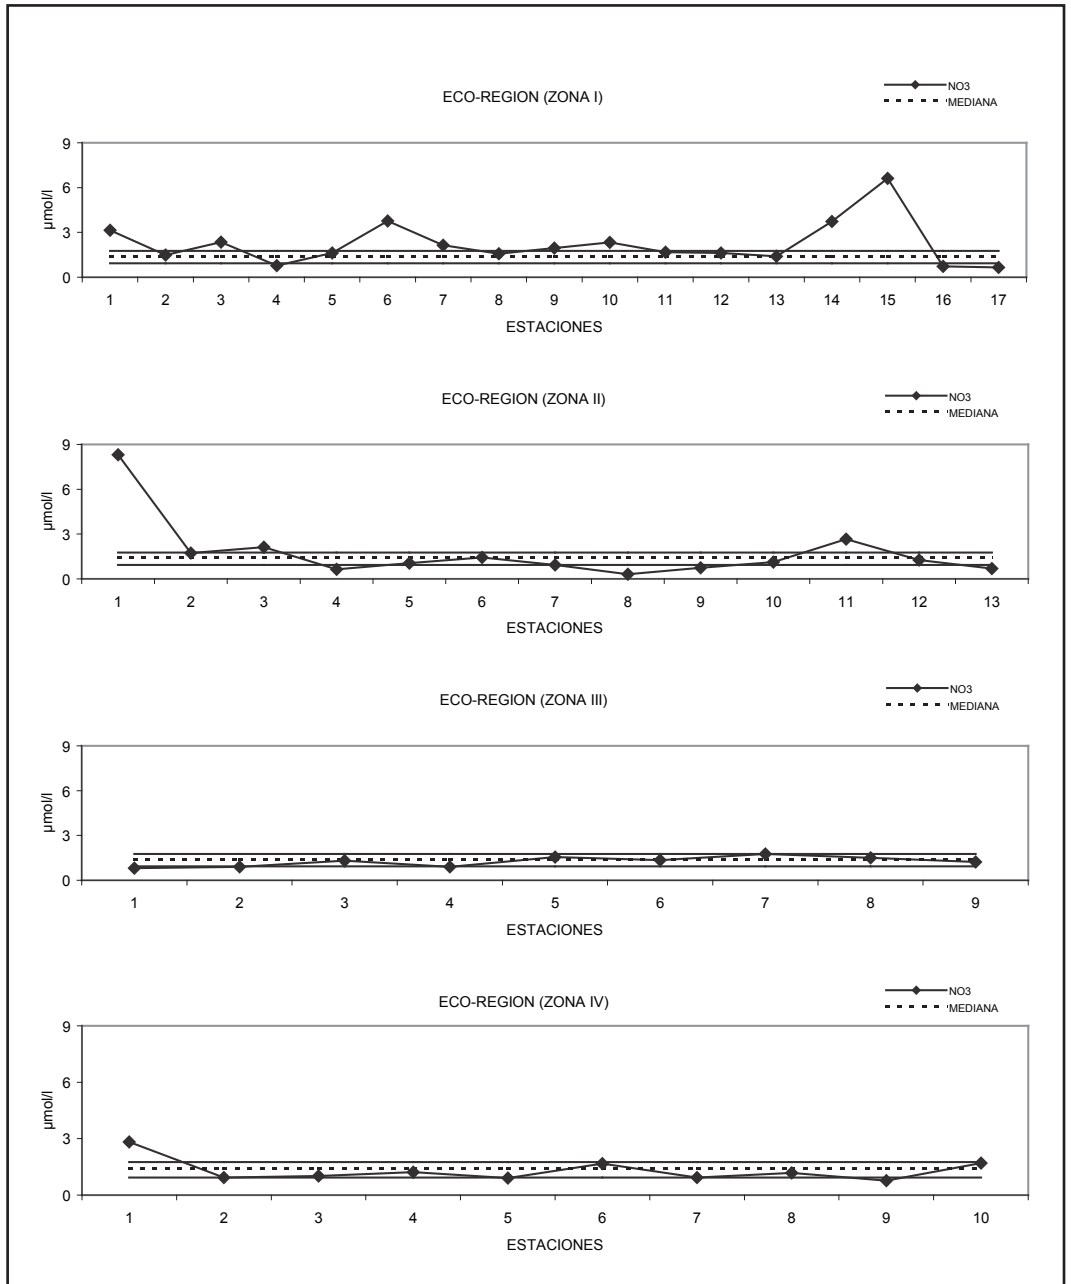 ECO-REGION (ZONA I)
NO3
MEDIANA
µmol/l
9
6
3
0
1 2 3 4 5 6 7 8 9 10 11 12 13 14 15 16 17
ESTACIONES
ECO-REGION (ZONA II)
NO3
MEDIANA
µmol/l
9
6
3
0
1 2 3 4 5 6 7 8 9 10 11 12 13
ESTACIONES
ECO-REGION (ZONA III)
NO3
MEDIANA
µmol/l
9
6
3
0
1 2 3 4 5 6 7 8 9
ESTACIONES
ECO-REGION (ZONA IV)
NO3
MEDIANA
µmol/l
9
6
3
0
1 2 3 4 5 6 7 8 9 10
ESTACIONES